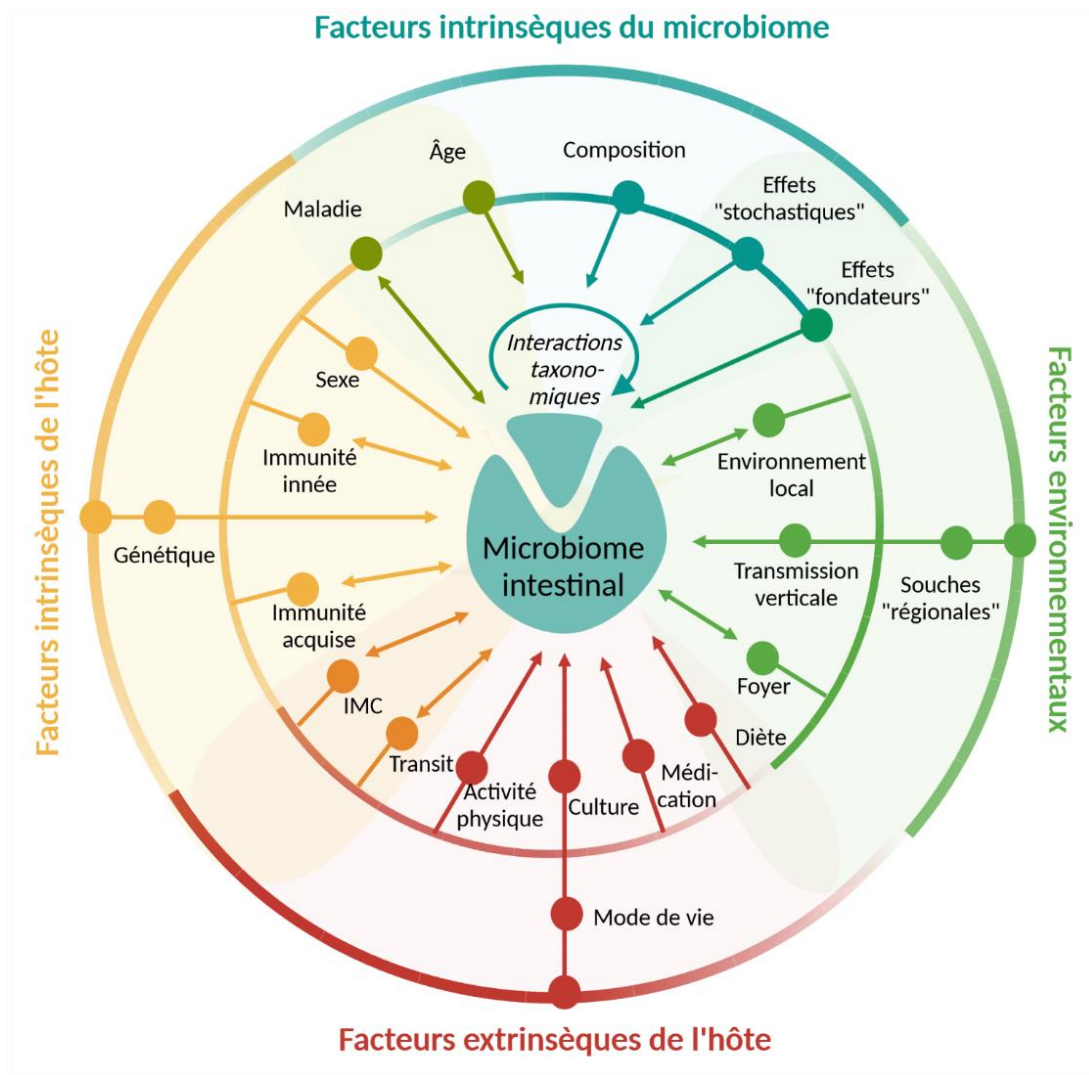 Facteurs intrinsèques du microbiome
Âge
Composition
Maladie
Effets
"stochastiques"
Effets
"fondateurs"
Interactions
taxono-
miques
Sexe
Immunité
innée
Environnement
local
Facteurs intrinsèques de l'hôte
Facteurs environnementaux
Génétique
Microbiome
intestinal
Transmission
verticale
Souches
"régionales"
Immunité
acquise
IMC
Foyer
Transit
Diète
Activité
physique
Culture
Médi-
cation
Mode de vie
Facteurs extrinsèques de l'hôte